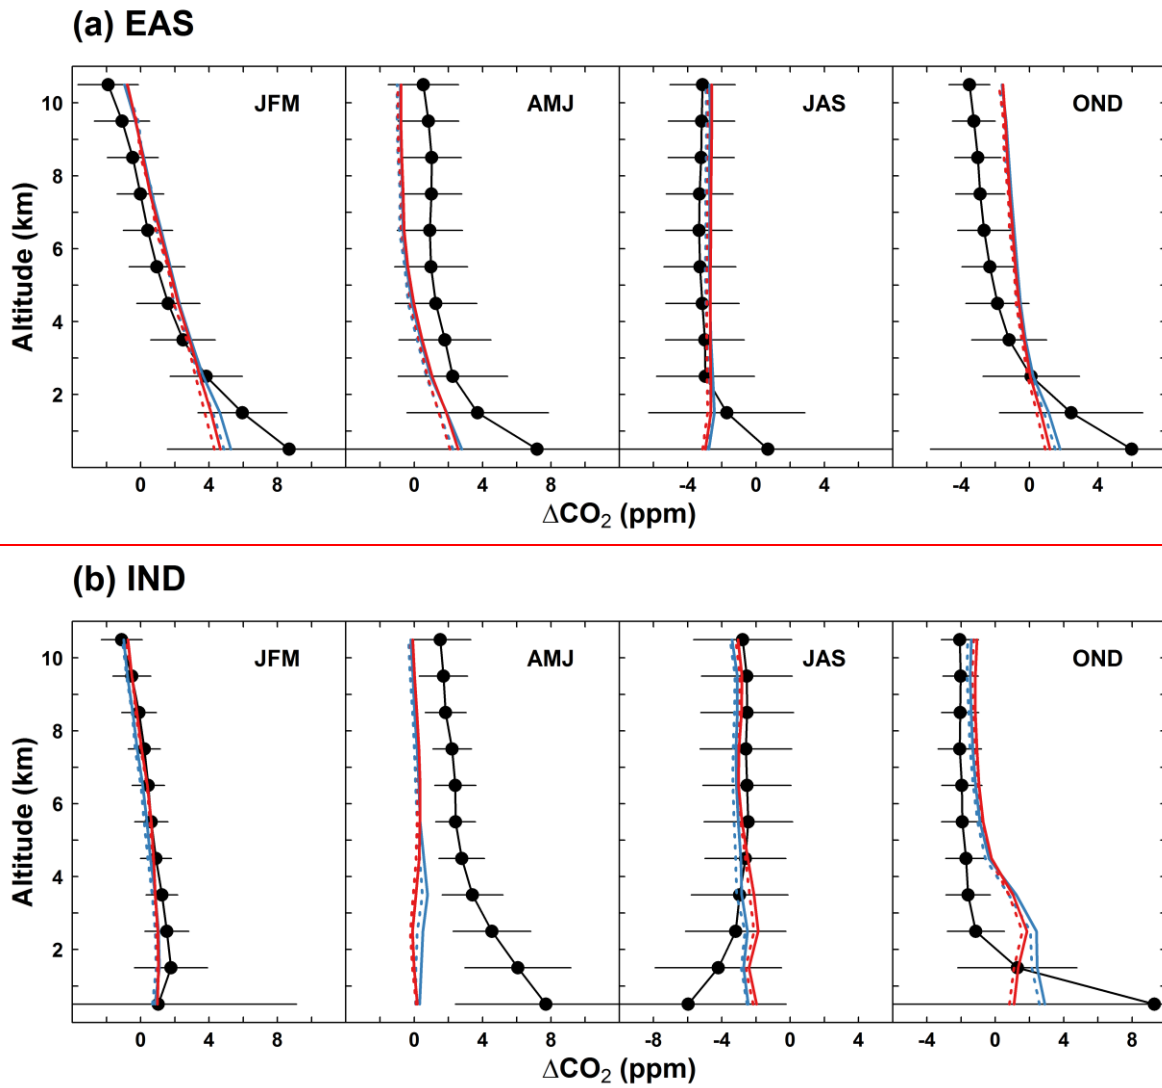 (a) EAS
JFM AMJ JAS OND
10
8
6
4
2
Altitude (km)
0 4 8 0 4 8 -4 0 4 -4 0 4
ΔCO₂ (ppm)
(b) IND
JFM AMJ JAS OND
10
8
6
4
2
Altitude (km)
0 4 8 0 4 8 -8 -4 0 4 -4 0 4 8
ΔCO₂ (ppm)